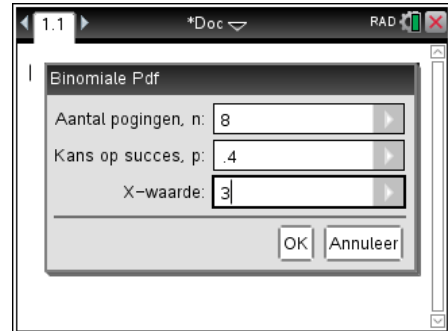 1.1 *Doc RAD
Binomiale Pdf
Aantal pogingen, n: 8
Kans op succes, p: .4
X-waarde: 3
OK Annuleer